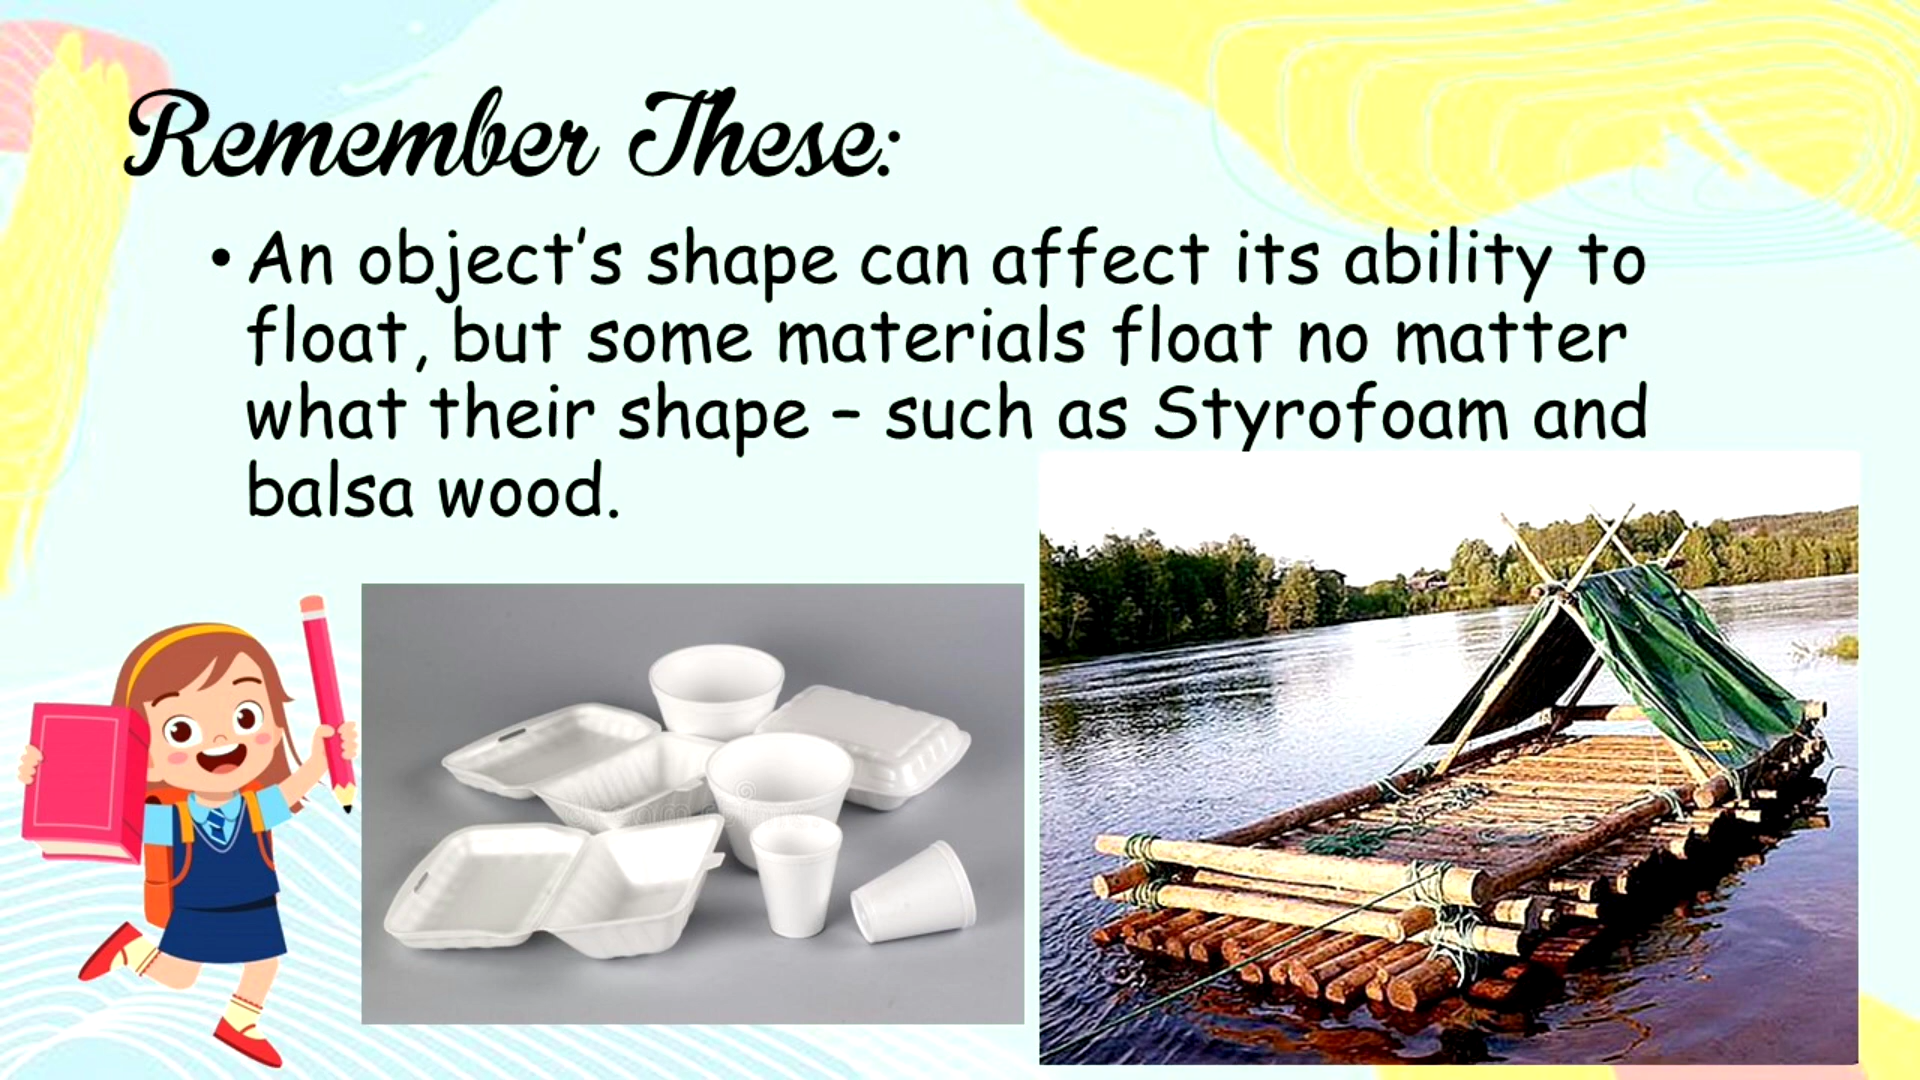 Remember These:
• An object’s shape can affect its ability to
float, but some materials float no matter
what their shape – such as Styrofoam and
balsa wood.